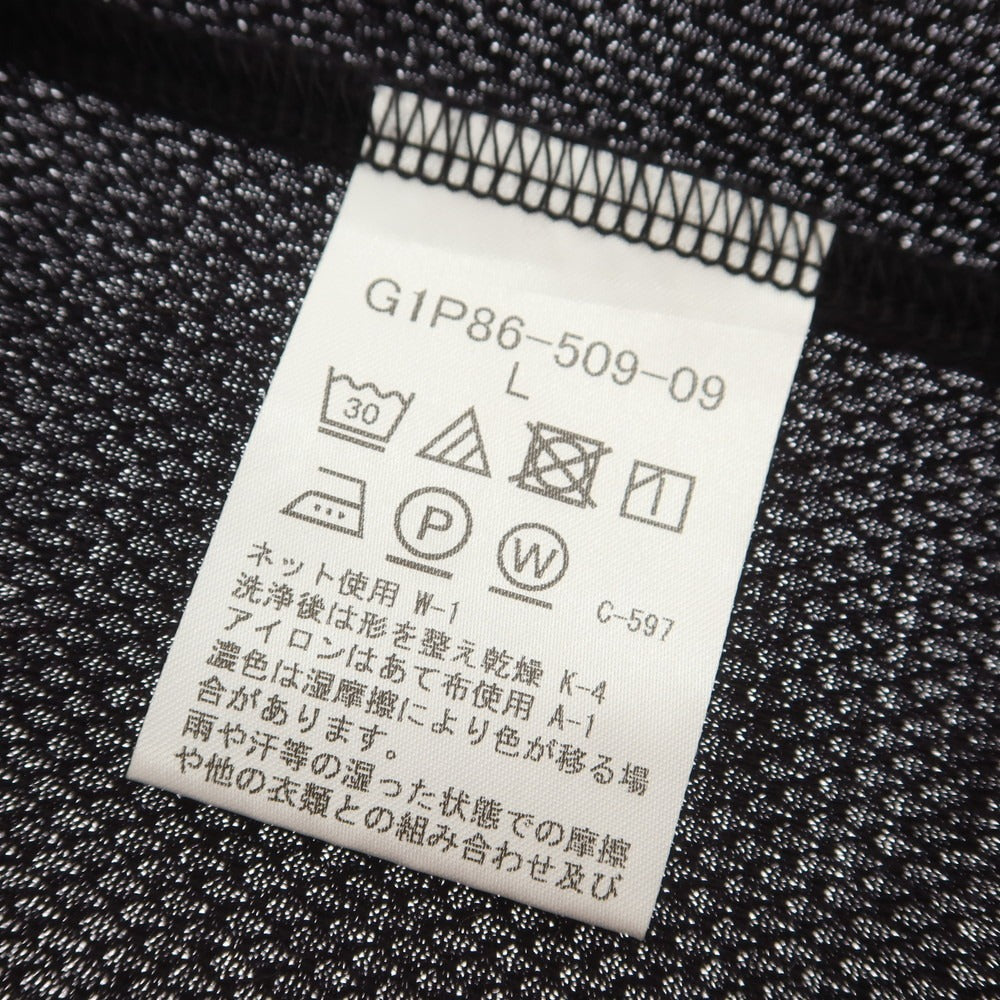 G1P86-509-09
L
30
P
W
C-597
ネット使用 W-1
洗浄後は形を整え乾燥 K-4
アイロンはあて布使用 A-1
濃色は湿摩擦により色が移る場
合があります。
雨や汗等の湿った状態での摩擦
や他の衣類との組み合わせ及び